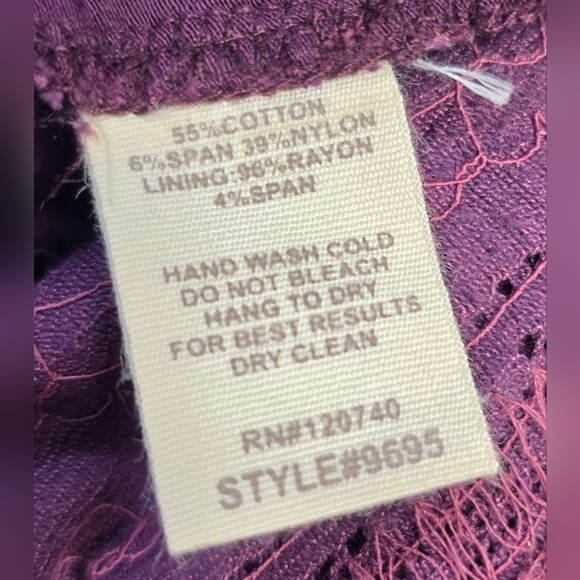 55%COTTON
6%SPAN 39%NYLON
LINING:96%RAYON
4%SPAN
HAND WASH COLD
DO NOT BLEACH
HANG TO DRY
FOR BEST RESULTS
DRY CLEAN
RN#120740
STYLE#9695